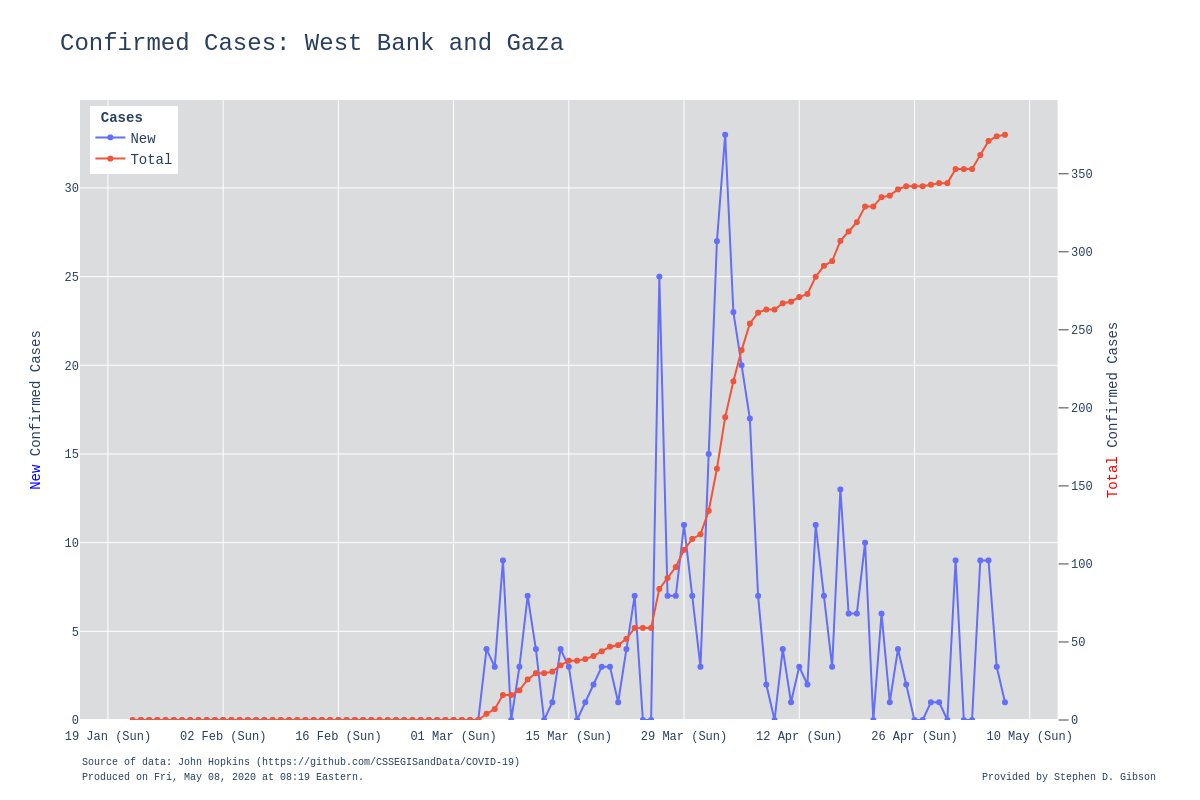 Confirmed Cases: West Bank and Gaza
Cases
New
Total
30
25
20
15
10
5
0
350
300
250
200
150
100
50
0
New Confirmed Cases
Total Confirmed Cases
19 Jan (Sun) 02 Feb (Sun) 16 Feb (Sun) 01 Mar (Sun) 15 Mar (Sun) 29 Mar (Sun) 12 Apr (Sun) 26 Apr (Sun) 10 May (Sun)
Source of data: John Hopkins (https://github.com/CSSEGISandData/COVID-19)
Produced on Fri, May 08, 2020 at 08:19 Eastern.
Provided by Stephen D. Gibson